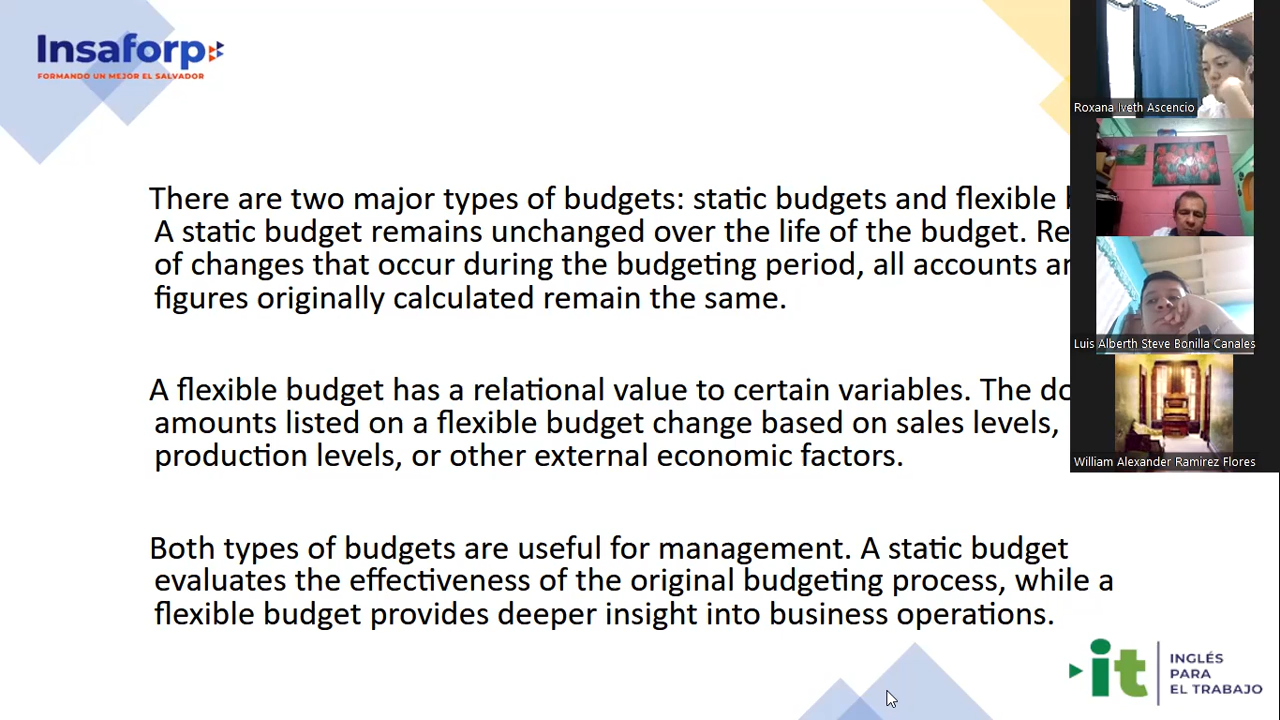 Insaforp
FORMANDO UN MEJOR EL SALVADOR
There are two major types of budgets: static budgets and flexible
A static budget remains unchanged over the life of the budget.
of changes that occur during the budgeting period, all accounts
figures originally calculated remain the same.
A flexible budget has a relational value to certain variables. The
amounts listed on a flexible budget change based on sales levels,
production levels, or other external economic factors.
Both types of budgets are useful for management. A static budget
evaluates the effectiveness of the original budgeting process, while a
flexible budget provides deeper insight into business operations.
Roxana Iveth Ascencio
Luis Alberth Steve Bonilla Canales
William Alexander Ramirez Flores
it
INGLÉS
PARA
EL TRABAJO